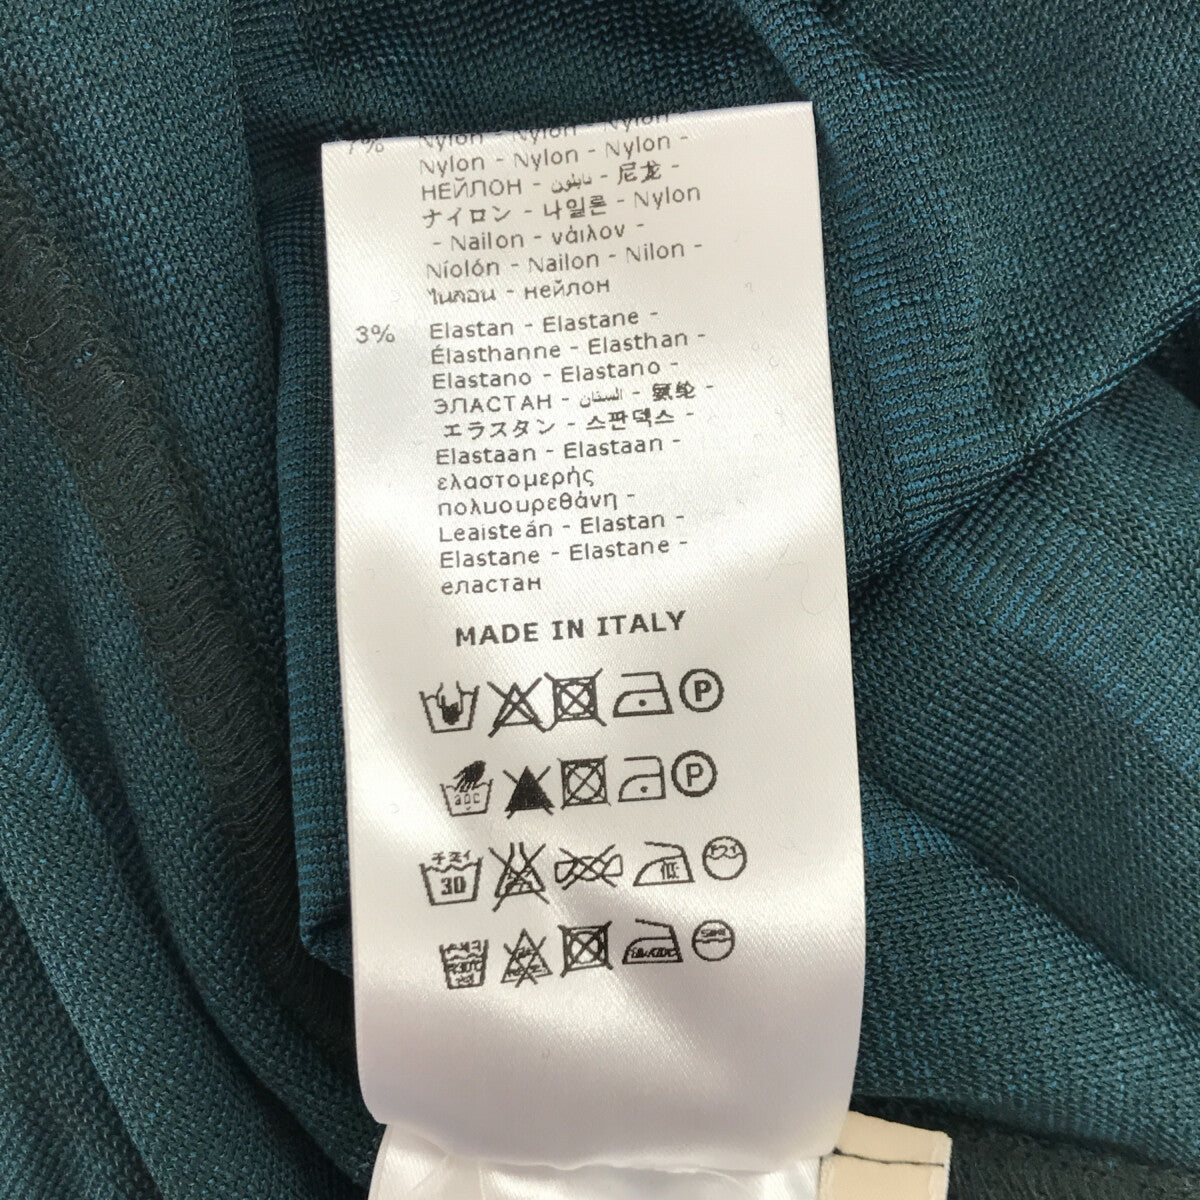 7% Nylon - Nylon - Nylon -
Nylon - Nylon - Nylon -
НЕЙЛОН - نايلون - 尼龙 -
ナイロン - 나일론 - Nylon
- Nailon - νάιλον -
Níolón - Nailon - Nilon -
ไนลอน - нейлон
3% Elastan - Elastane -
Élasthanne - Elasthan -
Elastano - Elastano -
ЭЛАСТАН - - 氨纶 -
エラスタン - 스판덱스 -
Elastaan - Elastaan -
ελαστομερής
πολυουρεθάνη -
Leaisteán - Elastan -
Elastane - Elastane -
еластан
MADE IN ITALY
P
P
30 低